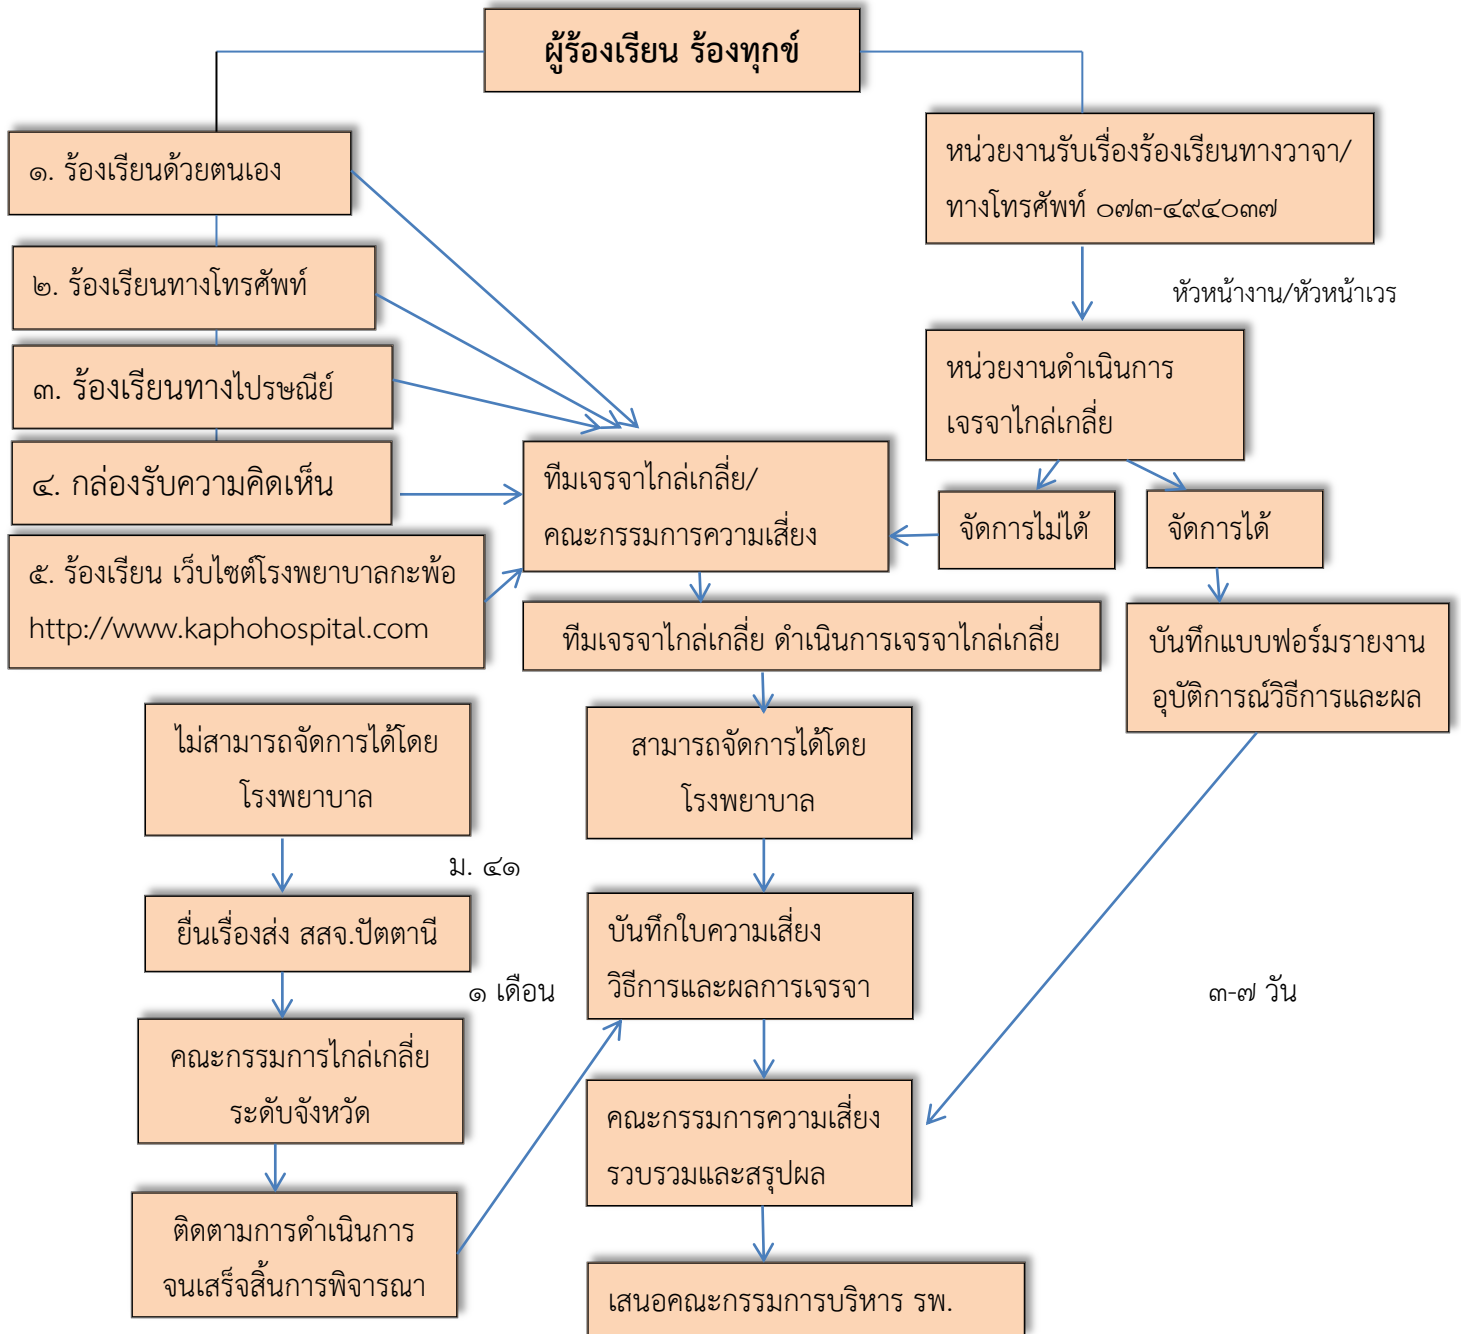 ผู้ร้องเรียน ร้องทุกข์
๑. ร้องเรียนด้วยตนเอง
หน่วยงานรับเรื่องร้องเรียนทางวาจา/
ทางโทรศัพท์ ๐๗๓-๔๙๔๐๓๗
๒. ร้องเรียนทางโทรศัพท์
หัวหน้างาน/หัวหน้าเวร
๓. ร้องเรียนทางไปรษณีย์
หน่วยงานดำเนินการ
เจรจาไกล่เกลี่ย
๔. กล่องรับความคิดเห็น
ทีมเจรจาไกล่เกลี่ย/
คณะกรรมการความเสี่ยง
จัดการไม่ได้
จัดการได้
๕. ร้องเรียน เว็บไซต์โรงพยาบาลกะพ้อ
http://www.kaphohospital.com
ทีมเจรจาไกล่เกลี่ย ดำเนินการเจรจาไกล่เกลี่ย
บันทึกแบบฟอร์มรายงาน
อุบัติการณ์วิธีการและผล
ไม่สามารถจัดการได้โดย
โรงพยาบาล
สามารถจัดการได้โดย
โรงพยาบาล
ม. ๔๑
ยื่นเรื่องส่ง สสจ.ปัตตานี
บันทึกใบความเสี่ยง
วิธีการและผลการเจรจา
๑ เดือน
๓-๗ วัน
คณะกรรมการไกล่เกลี่ย
ระดับจังหวัด
คณะกรรมการความเสี่ยง
รวบรวมและสรุปผล
ติดตามการดำเนินการ
จนเสร็จสิ้นการพิจารณา
เสนอคณะกรรมการบริหาร รพ.